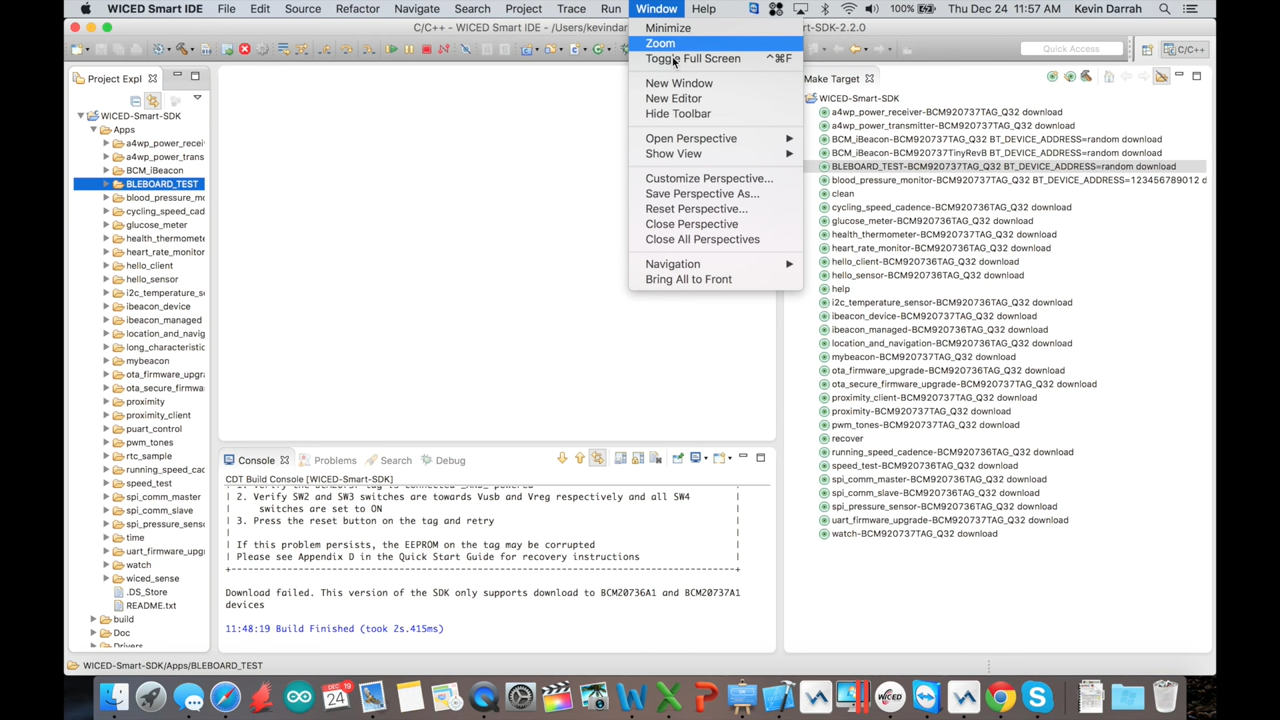 WICED Smart IDE File Edit Source Refactor Navigate Search Project Trace Run Window Help 100% Thu Dec 24 11:57 AM Kevin Darrah
C/C++ - WICED Smart IDE - /Users/kevindar
-Smart-SDK-2.2.0
Quick Access
C/C++
Minimize
Zoom
Toggle Full Screen ^⌘F
New Window
New Editor
Hide Toolbar
Open Perspective
Show View
Customize Perspective...
Save Perspective As...
Reset Perspective...
Close Perspective
Close All Perspectives
Navigation
Bring All to Front
Project Expl
WICED-Smart-SDK
Apps
a4wp_power_recei
a4wp_power_trans
BCM_iBeacon
BLEBOARD_TEST
blood_pressure_mo
cycling_speed_cad
glucose_meter
health_thermomete
heart_rate_monitor
hello_client
hello_sensor
i2c_temperature_se
ibeacon_device
ibeacon_managed
location_and_navig
long_characteristic
mybeacon
ota_firmware_upgr
ota_secure_firmwa
proximity
proximity_client
puart_control
pwm_tones
rtc_sample
running_speed_cad
speed_test
spi_comm_master
spi_comm_slave
spi_pressure_senso
time
uart_firmware_upg
watch
wiced_sense
.DS_Store
README.txt
build
Doc
Drivers
Console Problems Search Debug
CDT Build Console [WICED-Smart-SDK]
| 2. Verify SW2 and SW3 switches are towards Vusb and Vreg respectively and all SW4 |
| switches are set to ON |
| 3. Press the reset button on the tag and retry |
| |
| If this problem persists, the EEPROM on the tag may be corrupted |
| Please see Appendix D in the Quick Start Guide for recovery instructions |
+--------------------------------------------------------------------------------------+
Download failed. This version of the SDK only supports download to BCM20736A1 and BCM20737A1
devices
11:48:19 Build Finished (took 2s.415ms)
Make Target
WICED-Smart-SDK
a4wp_power_receiver-BCM920737TAG_Q32 download
a4wp_power_transmitter-BCM920737TAG_Q32 download
BCM_iBeacon-BCM920737TAG_Q32 BT_DEVICE_ADDRESS=random download
BCM_iBeacon-BCM920737TinyRevB BT_DEVICE_ADDRESS=random download
BLEBOARD_TEST-BCM920737TAG_Q32 BT_DEVICE_ADDRESS=random download
blood_pressure_monitor-BCM920737TAG_Q32 BT_DEVICE_ADDRESS=123456789012 d
clean
cycling_speed_cadence-BCM920736TAG_Q32 download
glucose_meter-BCM920736TAG_Q32 download
health_thermometer-BCM920736TAG_Q32 download
heart_rate_monitor-BCM920736TAG_Q32 download
hello_client-BCM920736TAG_Q32 download
hello_sensor-BCM920736TAG_Q32 download
help
i2c_temperature_sensor-BCM920736TAG_Q32 download
ibeacon_device-BCM920736TAG_Q32 download
ibeacon_managed-BCM920736TAG_Q32 download
location_and_navigation-BCM920736TAG_Q32 download
mybeacon-BCM920737TAG_Q32 download
ota_firmware_upgrade-BCM920736TAG_Q32 download
ota_secure_firmware_upgrade-BCM920737TAG_Q32 download
proximity_client-BCM920737TAG_Q32 download
proximity-BCM920737TAG_Q32 download
pwm_tones-BCM920737TAG_Q32 download
recover
running_speed_cadence-BCM920737TAG_Q32 download
speed_test-BCM920736TAG_Q32 download
spi_comm_master-BCM920737TAG_Q32 download
spi_comm_slave-BCM920737TAG_Q32 download
spi_pressure_sensor-BCM920736TAG_Q32 download
uart_firmware_upgrade-BCM920737TAG_Q32 download
watch-BCM920737TAG_Q32 download
WICED-Smart-SDK/Apps/BLEBOARD_TEST
DEC
24
19
WICED